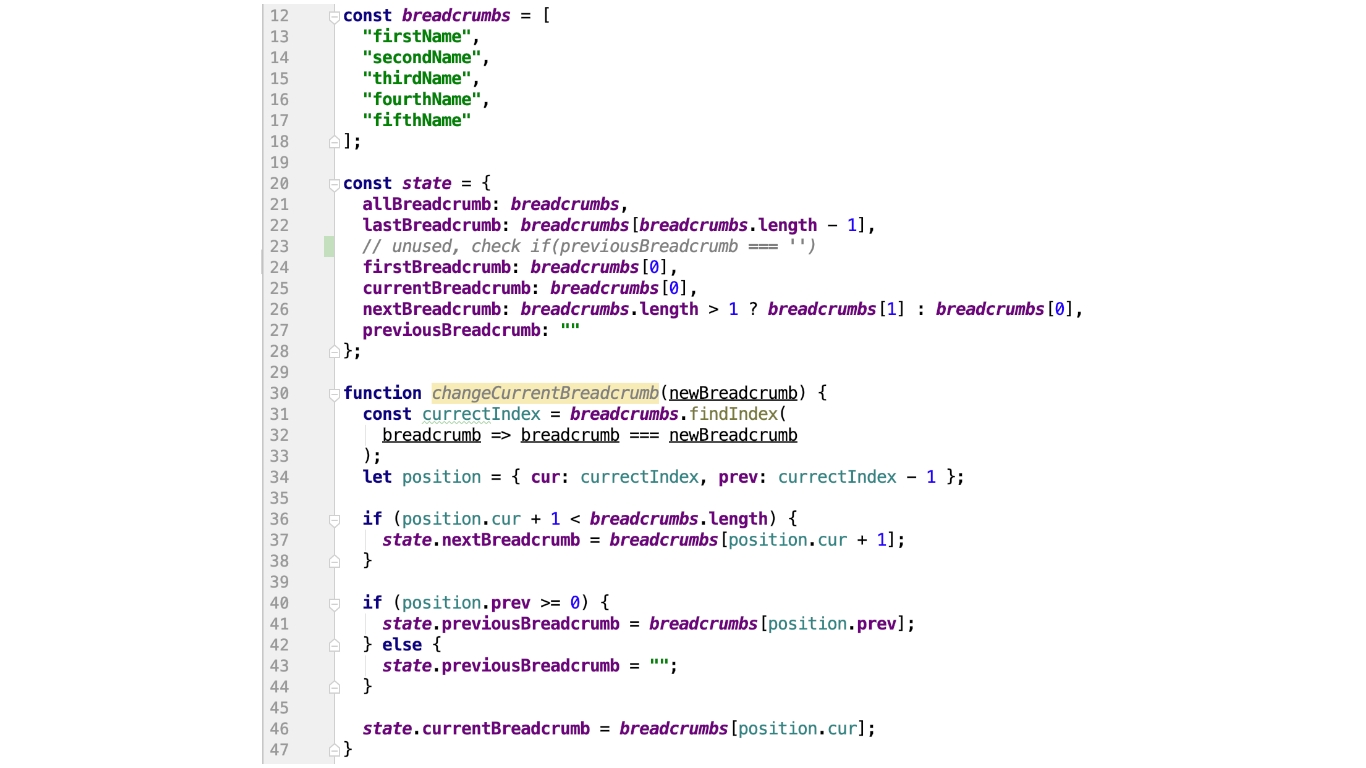 12 const breadcrumbs = [
13 "firstName",
14 "secondName",
15 "thirdName",
16 "fourthName",
17 "fifthName"
18 ];
19
20 const state = {
21 allBreadcrumb: breadcrumbs,
22 lastBreadcrumb: breadcrumbs[breadcrumbs.length - 1],
23 // unused, check if(previousBreadcrumb === '')
24 firstBreadcrumb: breadcrumbs[0],
25 currentBreadcrumb: breadcrumbs[0],
26 nextBreadcrumb: breadcrumbs.length > 1 ? breadcrumbs[1] : breadcrumbs[0],
27 previousBreadcrumb: ""
28 };
29
30 function changeCurrentBreadcrumb(newBreadcrumb) {
31 const currectIndex = breadcrumbs.findIndex(
32 breadcrumb => breadcrumb === newBreadcrumb
33 );
34 let position = { cur: currectIndex, prev: currectIndex - 1 };
35
36 if (position.cur + 1 < breadcrumbs.length) {
37 state.nextBreadcrumb = breadcrumbs[position.cur + 1];
38 }
39
40 if (position.prev >= 0) {
41 state.previousBreadcrumb = breadcrumbs[position.prev];
42 } else {
43 state.previousBreadcrumb = "";
44 }
45
46 state.currentBreadcrumb = breadcrumbs[position.cur];
47 }